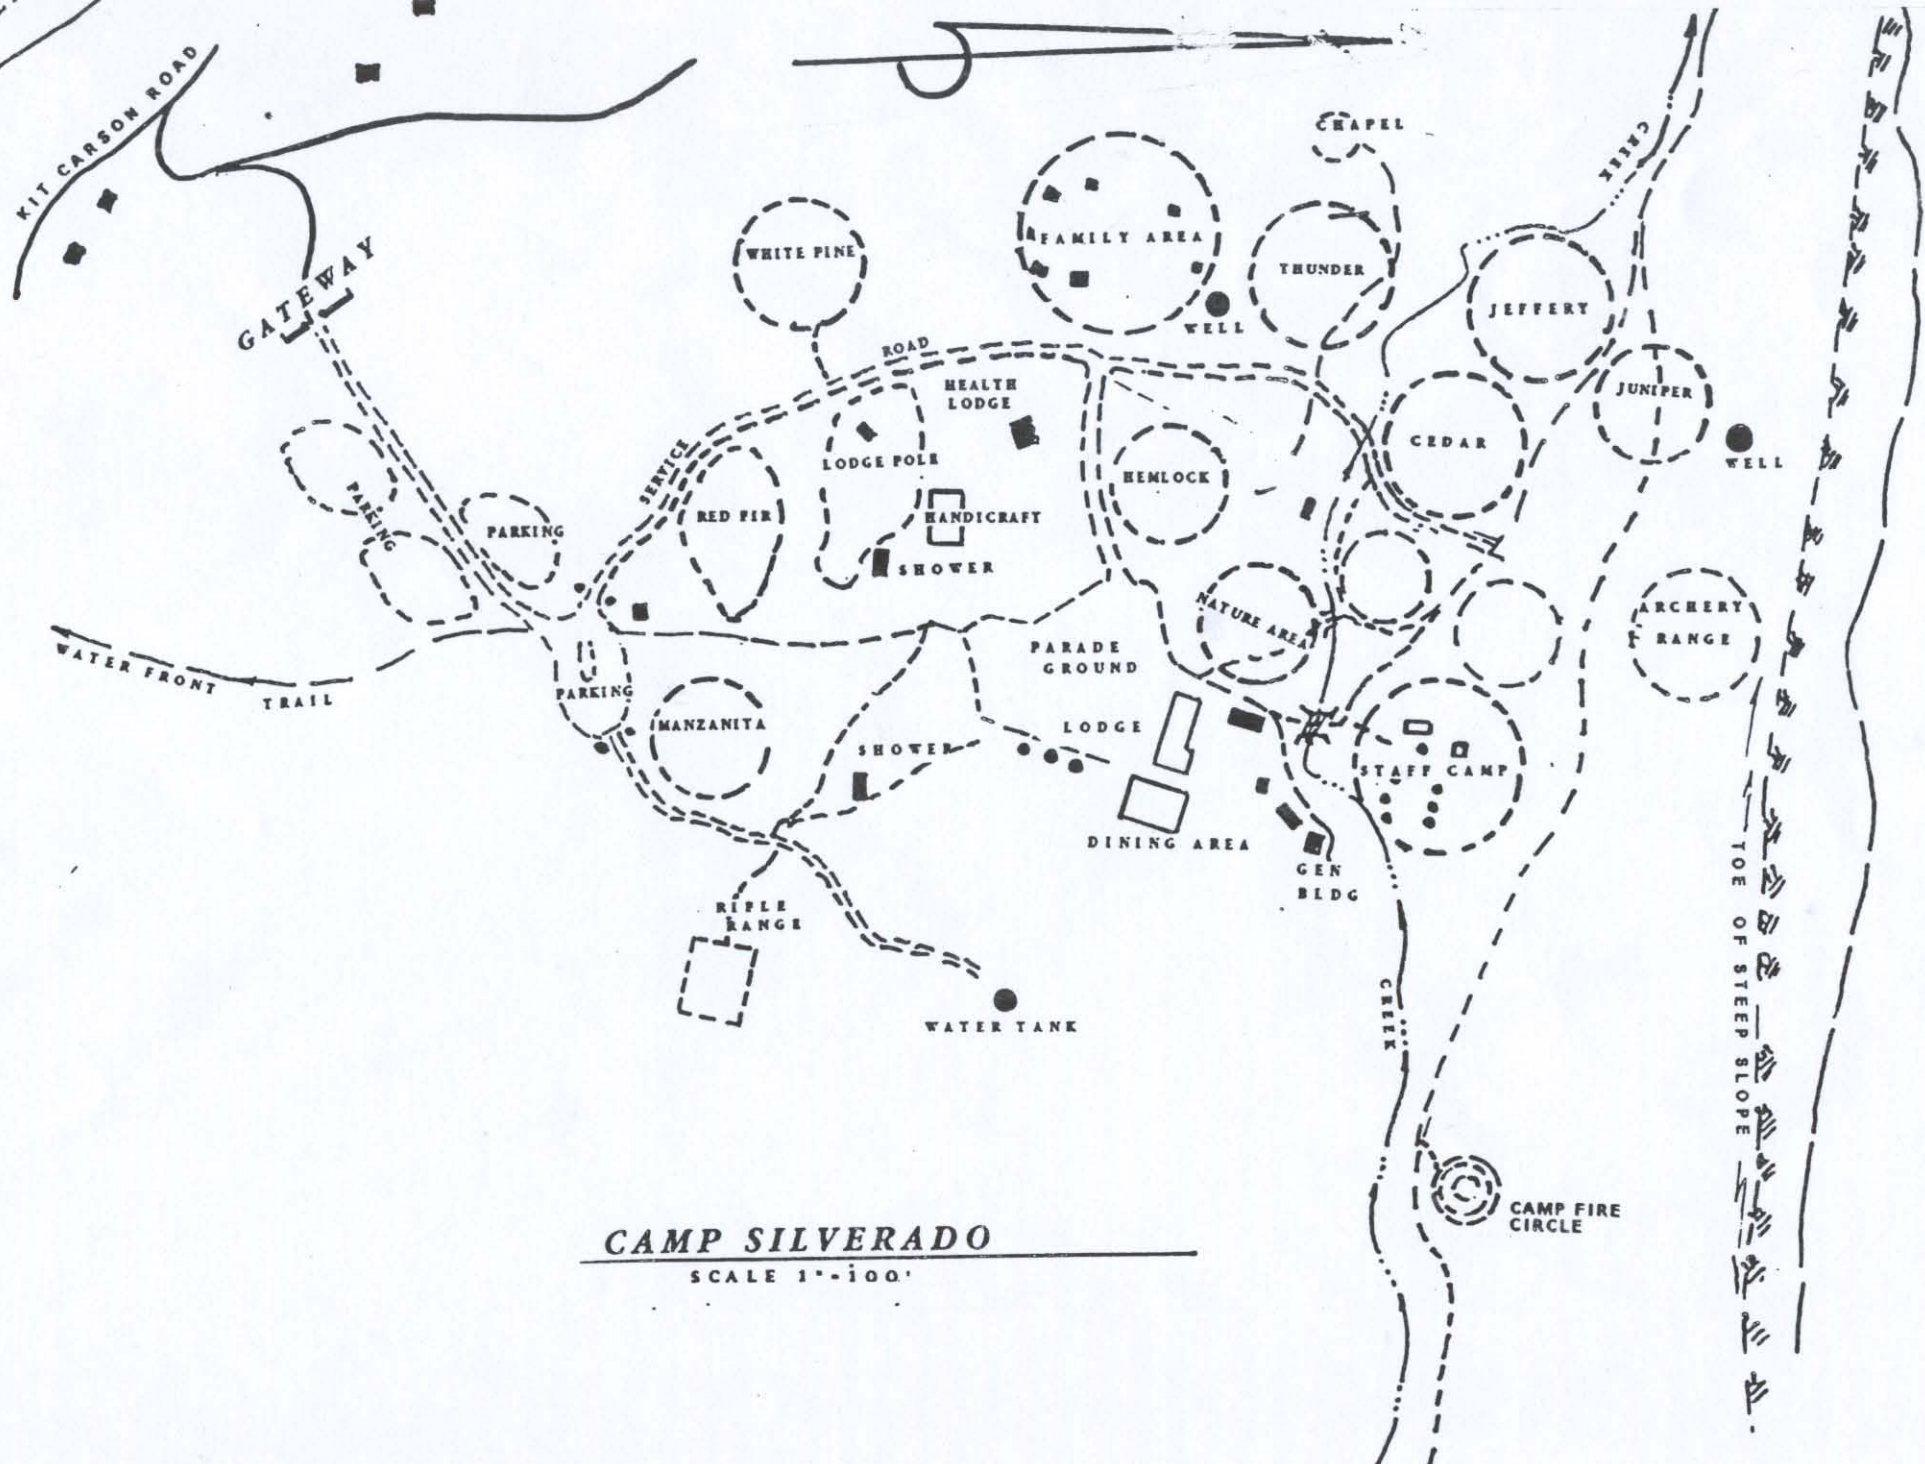 KIT CARSON ROAD
GATEWAY
CHAPEL
CREEK
WHITE PINE
FAMILY AREA
THUNDER
JEFFERY
WELL
SERVICE ROAD
HEALTH
LODGE
JUNIPER
WELL
CEDAR
LODGE POLE
HEMLOCK
PARKING
PARKING
RED FIR
HANDICRAFT
SHOWER
NATURE AREA
ARCHERY
RANGE
WATER FRONT
TRAIL
PARKING
PARADE
GROUND
MANZANITA
LODGE
SHOWER
STAFF CAMP
DINING AREA
GEN
BLDG
TOE OF STEEP SLOPE
RIFLE
RANGE
WATER TANK
CREEK
CAMP FIRE
CIRCLE
CAMP SILVERADO
SCALE 1"-100'